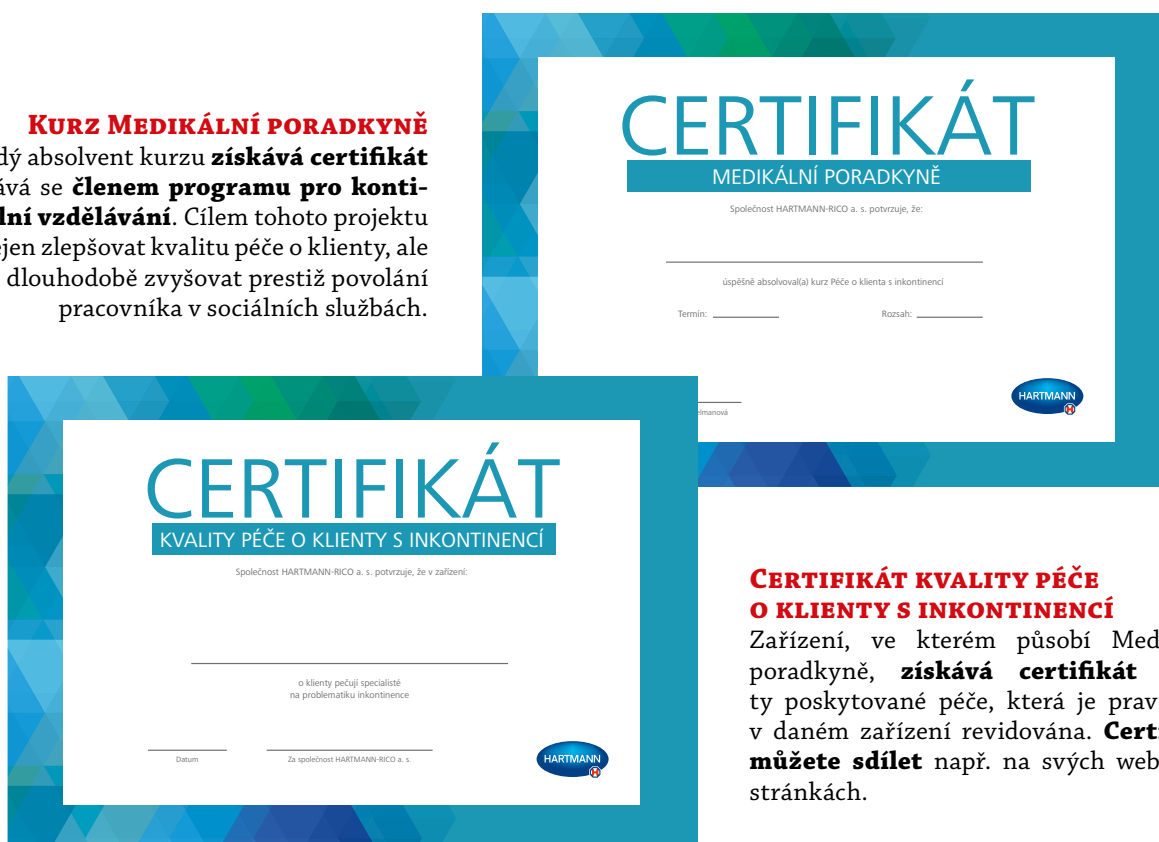 KURZ MEDIKÁLNÍ PORADKYNĚ
dý absolvent kurzu získává certifikát
ává se členem programu pro konti-
lní vzdělávání. Cílem tohoto projektu
ejen zlepšovat kvalitu péče o klienty, ale
dlouhodobě zvyšovat prestiž povolání
pracovníka v sociálních službách.
CERTIFIKÁT
MEDIKÁLNÍ PORADKYNĚ
Společnost HARTMANN-RICO a. s. potvrzuje, že:
úspěšně absolvoval(a) kurz Péče o klienta s inkontinencí
Termín: Rozsah:
elmanová
HARTMANN
CERTIFIKÁT
KVALITY PÉČE O KLIENTY S INKONTINENCÍ
Společnost HARTMANN-RICO a. s. potvrzuje, že v zařízení:
o klienty pečují specialisté
na problematiku inkontinence
Datum Za společnost HARTMANN-RICO a. s.
HARTMANN
CERTIFIKÁT KVALITY PÉČE
O KLIENTY S INKONTINENCÍ
Zařízení, ve kterém působí Med
poradkyně, získává certifikát
ty poskytované péče, která je prav
v daném zařízení revidována. Cert
můžete sdílet např. na svých web
stránkách.